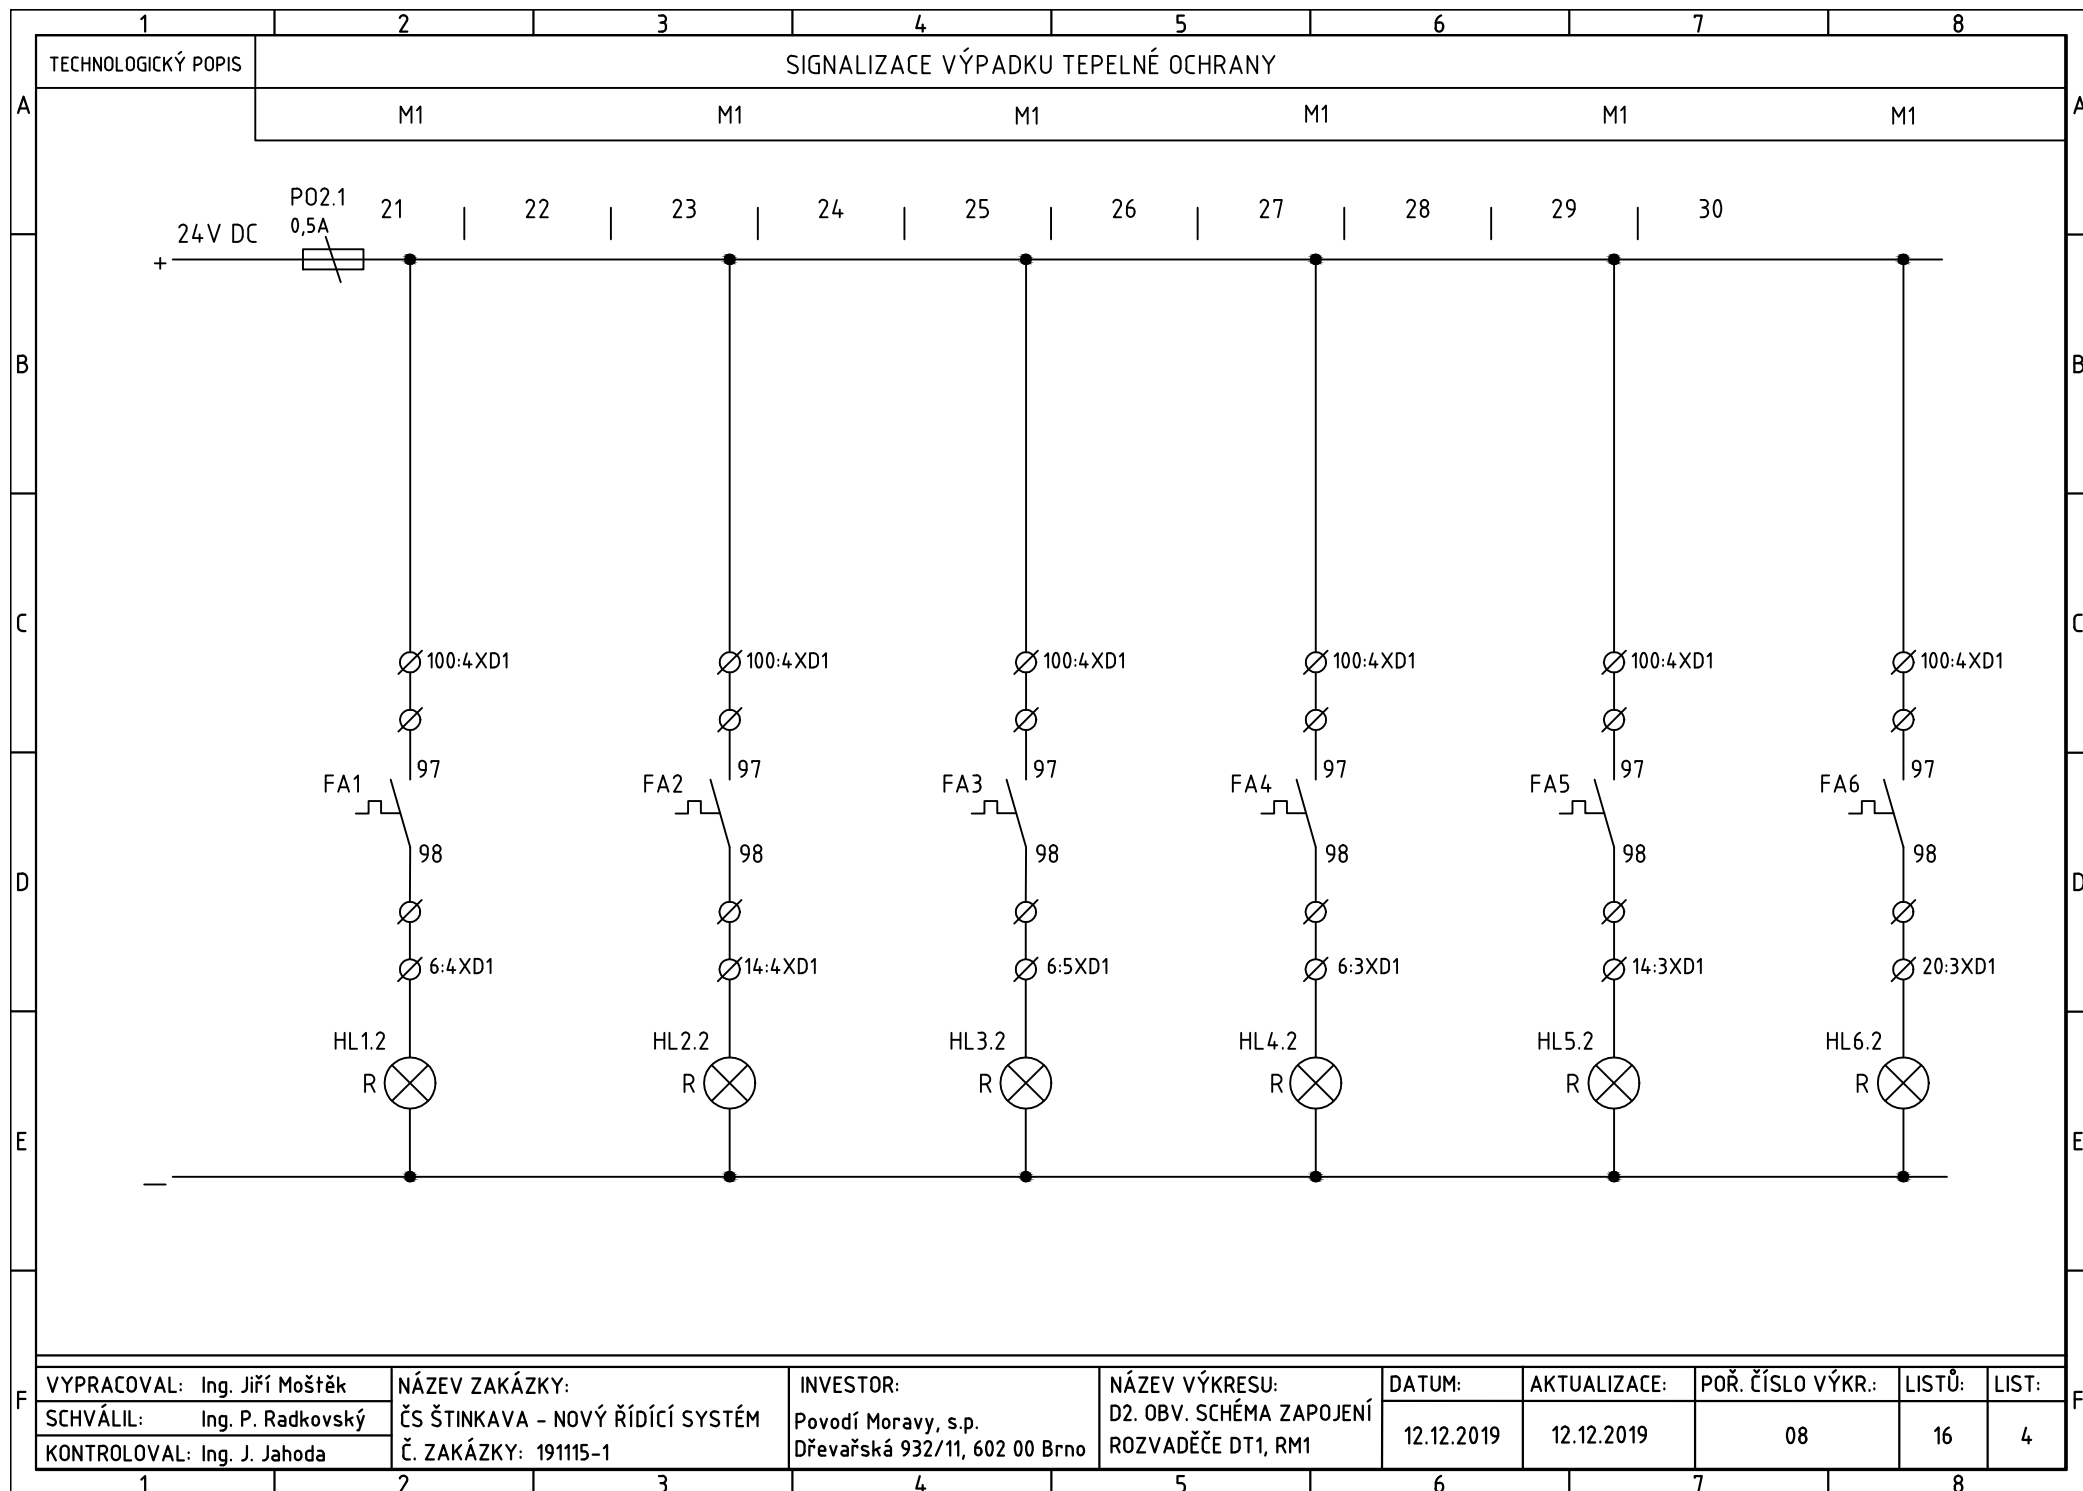 1 2 3 4 5 6 7 8
TECHNOLOGICKÝ POPIS SIGNALIZACE VÝPADKU TEPELNÉ OCHRANY
A M1 M1 M1 M1 M1 M1 A
PO2.1
21 22 23 24 25 26 27 28 29 30
0,5A
24V DC
+
B B
C C
100:4XD1 100:4XD1 100:4XD1 100:4XD1 100:4XD1 100:4XD1
97 97 97 97 97 97
FA1 FA2 FA3 FA4 FA5 FA6
98 98 98 98 98 98
D D
6:4XD1 14:4XD1 6:5XD1 6:3XD1 14:3XD1 20:3XD1
HL1.2 HL2.2 HL3.2 HL4.2 HL5.2 HL6.2
R R R R R R
E E
—
F F
VYPRACOVAL: Ing. Jiří Moštěk
SCHVÁLIL: Ing. P. Radkovský
KONTROLOVAL: Ing. J. Jahoda
NÁZEV ZAKÁZKY:
ČS ŠTINKAVA - NOVÝ ŘÍDÍCÍ SYSTÉM
Č. ZAKÁZKY: 191115-1
INVESTOR:
Povodí Moravy, s.p.
Dřevařská 932/11, 602 00 Brno
NÁZEV VÝKRESU:
D2. OBV. SCHÉMA ZAPOJENÍ
ROZVADĚČE DT1, RM1
DATUM:
12.12.2019
AKTUALIZACE:
12.12.2019
POŘ. ČÍSLO VÝKR.:
08
LISTŮ:
16
LIST:
4
1 2 3 4 5 6 7 8